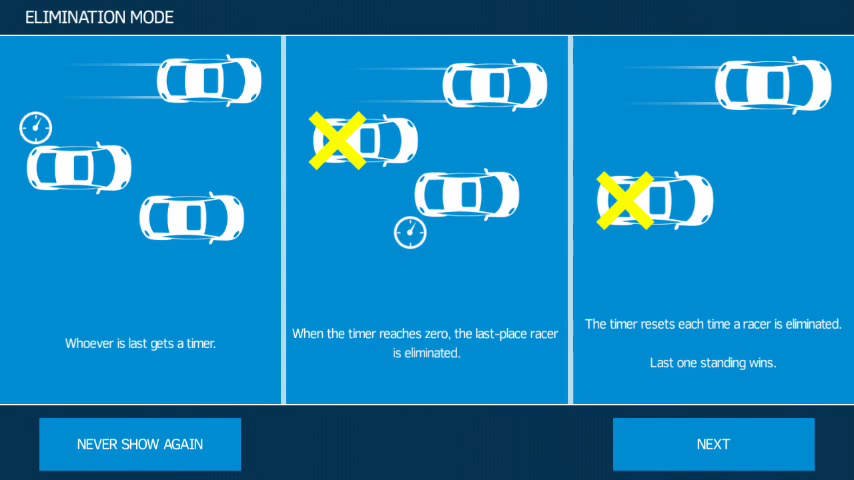 ELIMINATION MODE
Whoever is last gets a timer.
When the timer reaches zero, the last-place racer
is eliminated.
The timer resets each time a racer is eliminated.
Last one standing wins.
NEVER SHOW AGAIN
NEXT